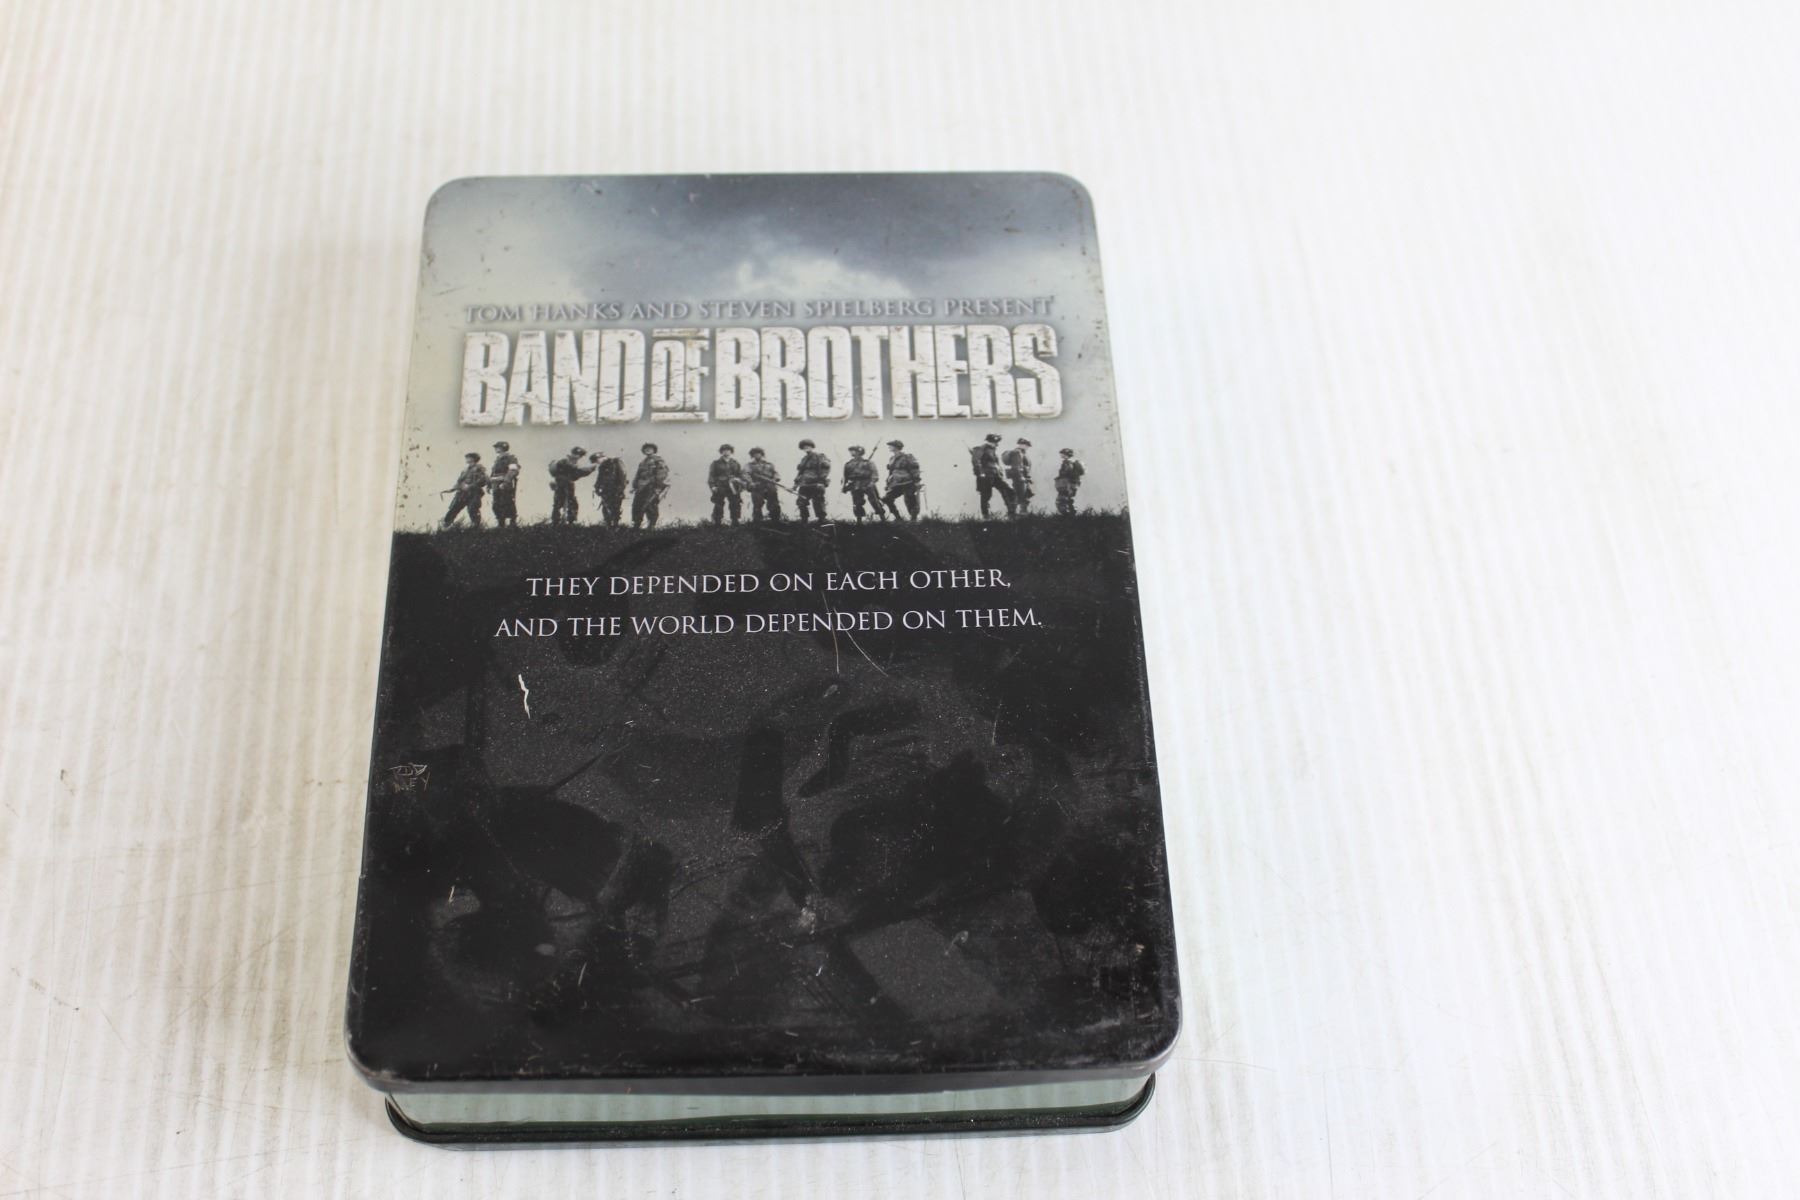 TOM HANKS AND STEVEN SPIELBERG PRESENT
BAND OF BROTHERS
THEY DEPENDED ON EACH OTHER,
AND THE WORLD DEPENDED ON THEM.